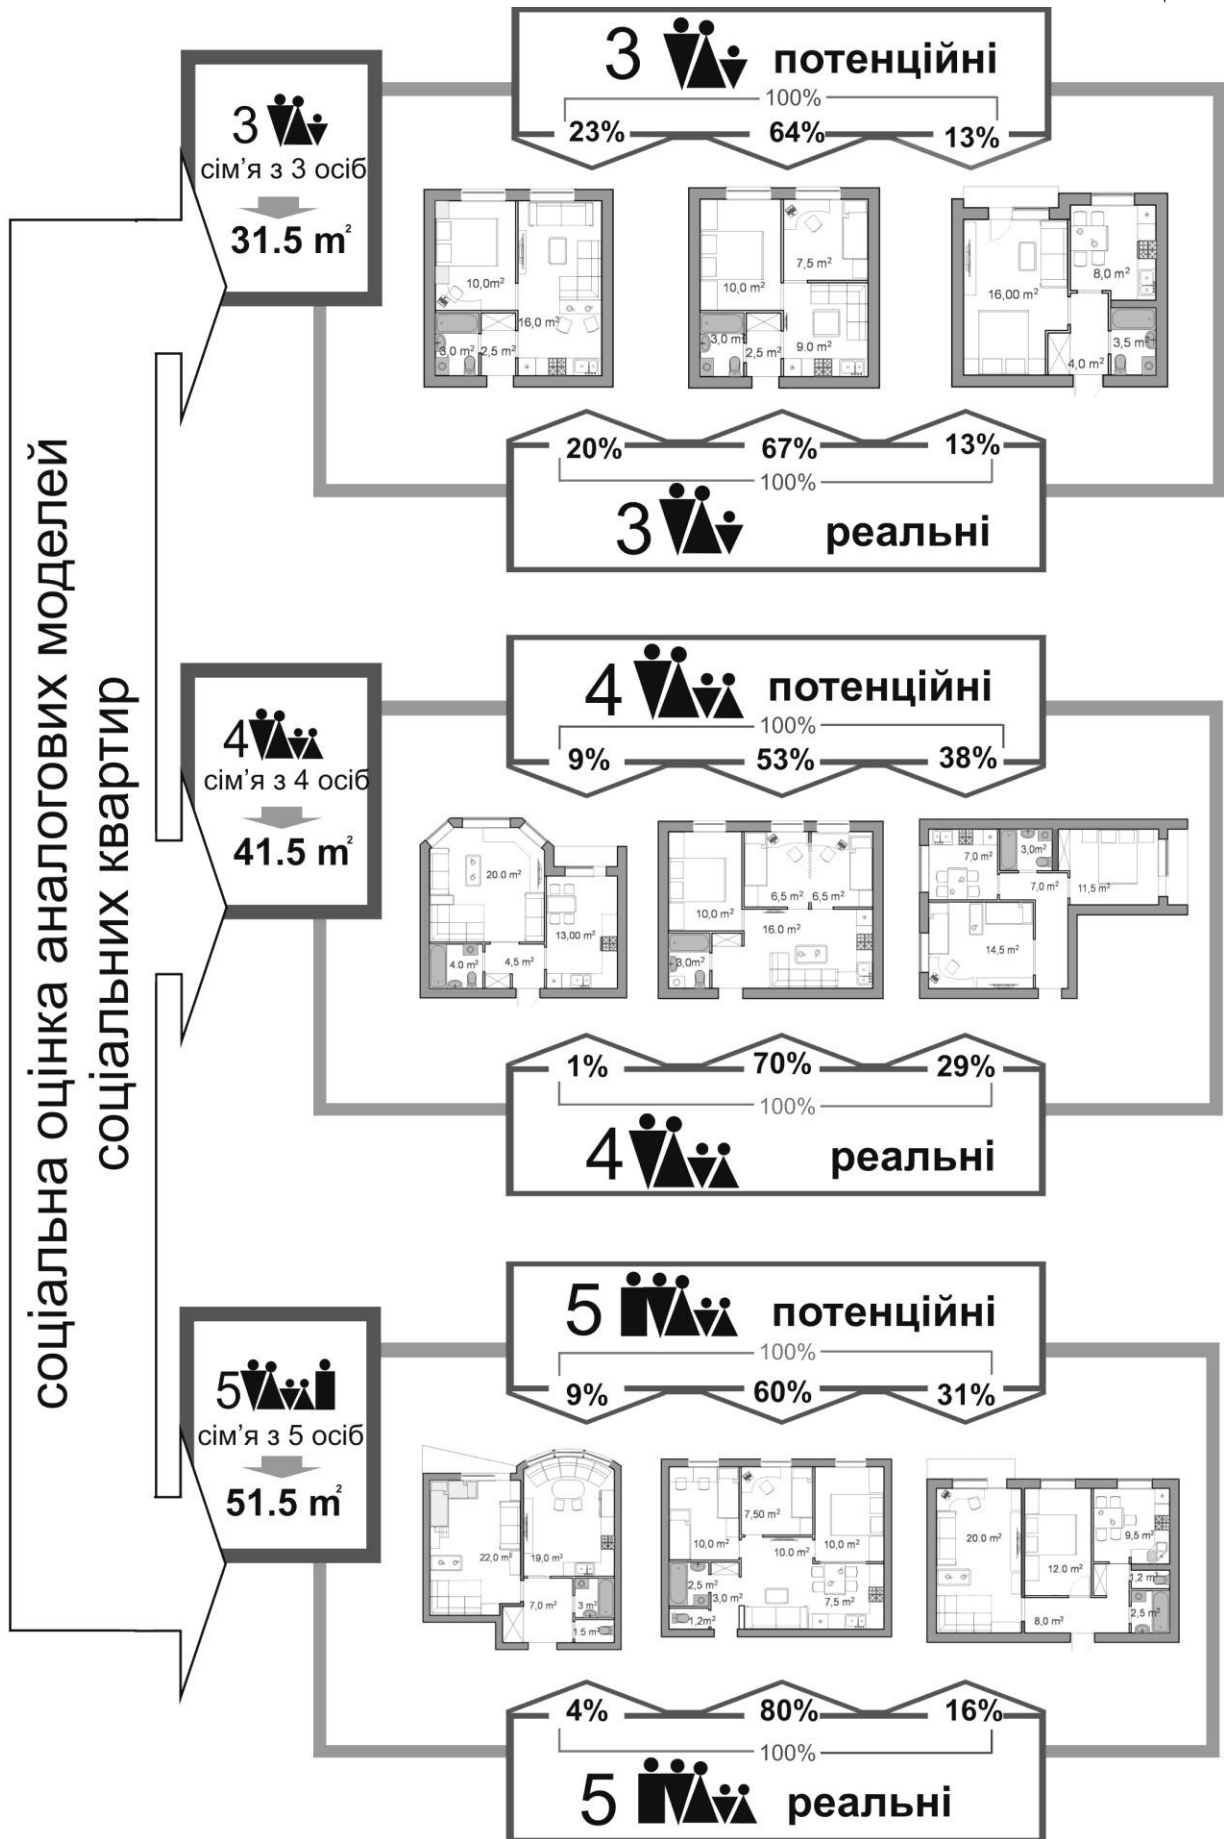 соціальна оцінка аналогових моделей
соціальних квартир
3
сім’я з 3 осіб
31.5 m²
3 потенційні
100%
23% 64% 13%
10,0m²
16,0 m²
3,0 m²
2,5 m²
10,0 m²
7,5 m²
3,0 m²
2,5 m²
9.0 m²
16,00 m²
8,0 m²
4,0 m²
3,5 m²
20% 67% 13%
100%
3 реальні
4
сім’я з 4 осіб
41.5 m²
4 потенційні
100%
9% 53% 38%
20.0 m²
13,00 m²
4.0 m²
4,5 m²
10,0 m²
6,5 m²
6,5 m²
16.0 m²
3,0m²
7,0 m²
3,0m²
7,0 m²
11,5 m²
14,5 m²
1% 70% 29%
100%
4 реальні
5
сім’я з 5 осіб
51.5 m²
5 потенційні
100%
9% 60% 31%
22,0 m²
19,0 m²
7,0 m²
3 m²
1.5 m²
10,0 m²
7,50 m²
10,0 m²
10.0 m²
2,5 m²
3,0 m²
1,2m²
7,5 m²
20.0 m²
12.0 m²
9,5 m²
1,2 m²
8,0 m²
2,5 m²
4% 80% 16%
100%
5 реальні